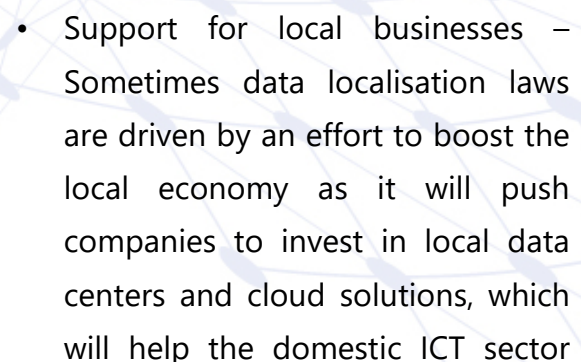 • Support for local businesses –
Sometimes data localisation laws
are driven by an effort to boost the
local economy as it will push
companies to invest in local data
centers and cloud solutions, which
will help the domestic ICT sector